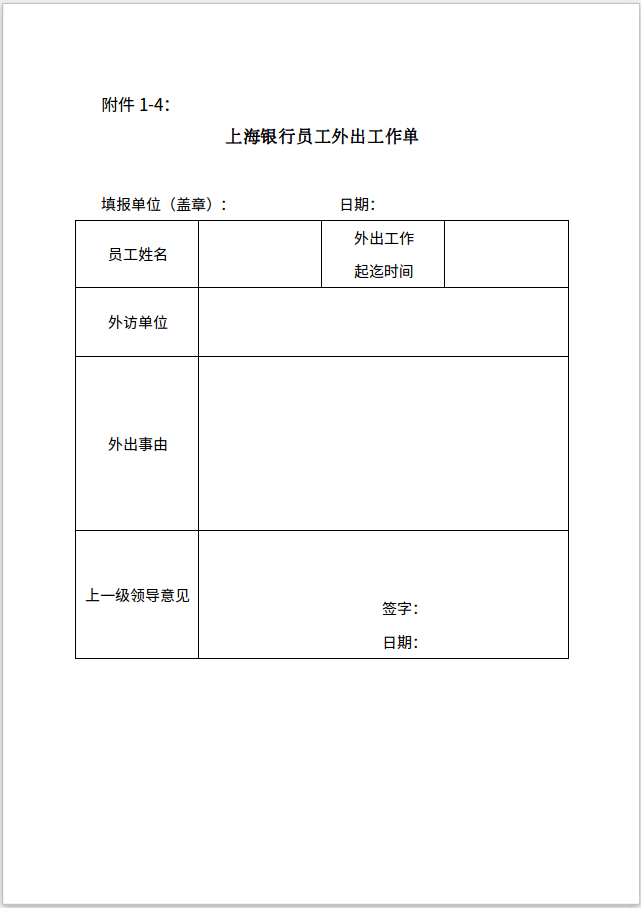 附件 1-4：
上海银行员工外出工作单
填报单位（盖章）： 日期：
员工姓名
外出工作
起迄时间
外访单位
外出事由
上一级领导意见
签字：
日期：